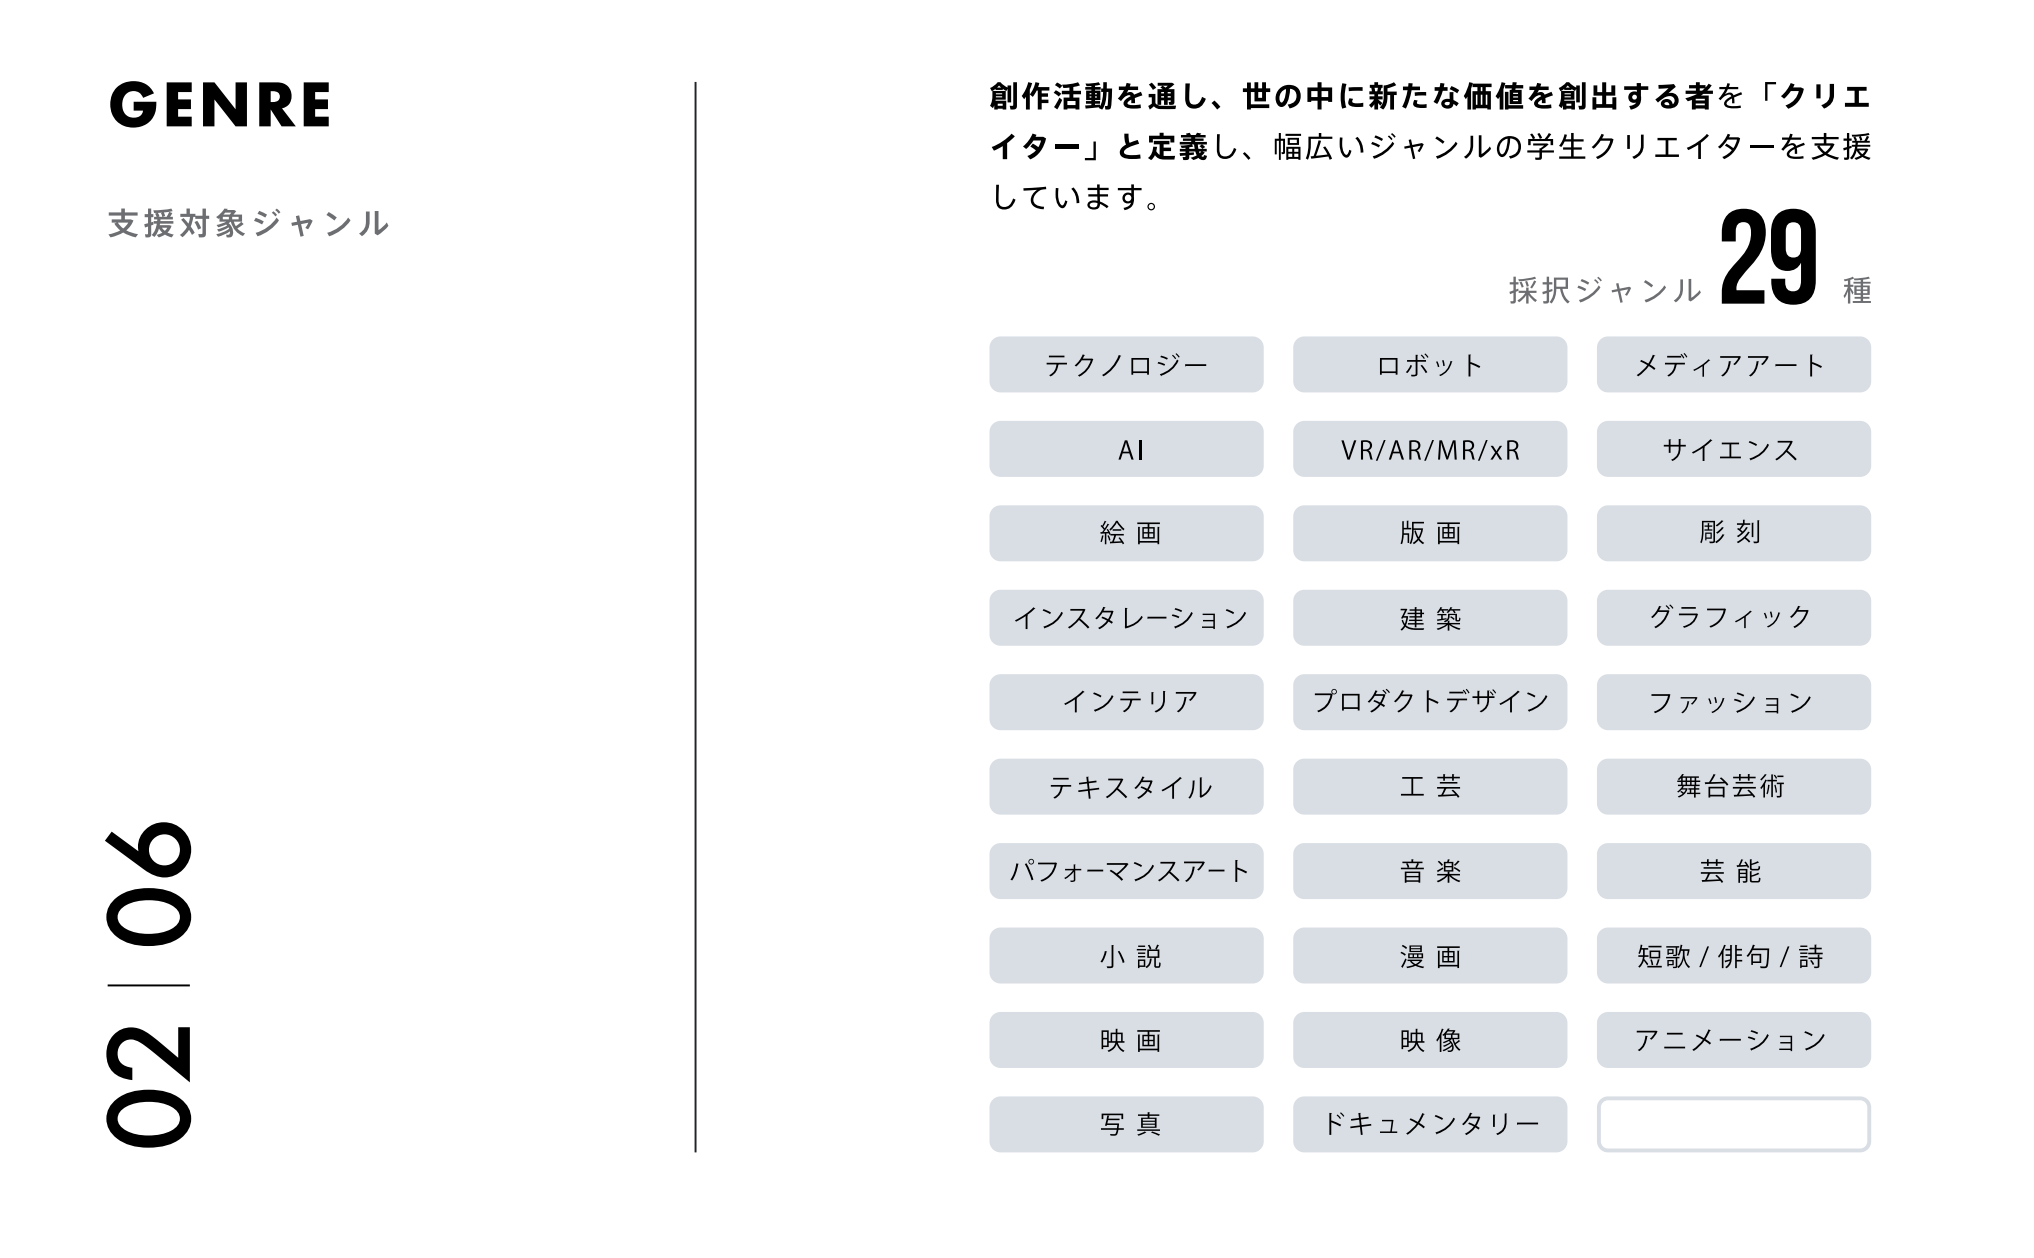 GENRE
支援対象ジャンル
創作活動を通し、世の中に新たな価値を創出する者を「クリエ
イター」と定義し、幅広いジャンルの学生クリエイターを支援
しています。
採択ジャンル 29 種
テクノロジー
ロボット
メディアアート
AI
VR/AR/MR/xR
サイエンス
絵画
版画
彫刻
インスタレーション
建築
グラフィック
インテリア
プロダクトデザイン
ファッション
テキスタイル
工芸
舞台芸術
パフォーマンスアート
音楽
芸能
小説
漫画
短歌 / 俳句 / 詩
映画
映像
アニメーション
写真
ドキュメンタリー
02 | 06